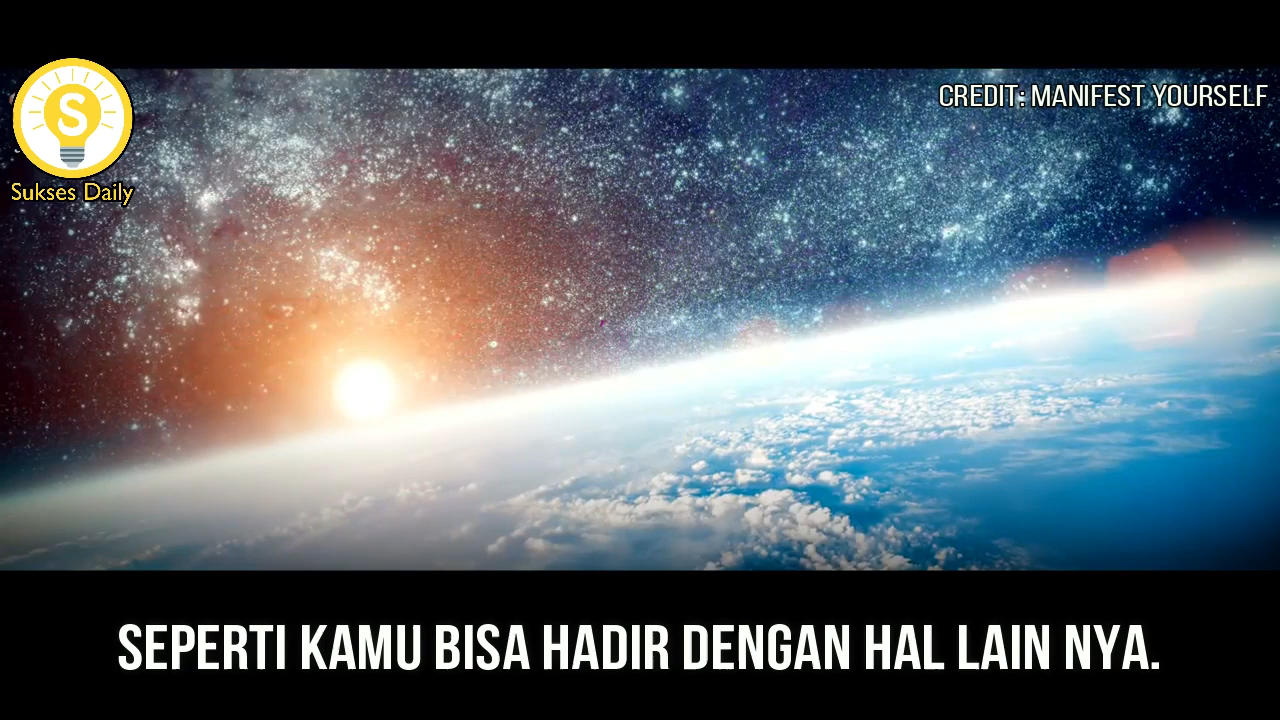 CREDIT: MANIFEST YOURSELF
S
Sukses Daily
SEPERTI KAMU BISA HADIR DENGAN HAL LAIN NYA.